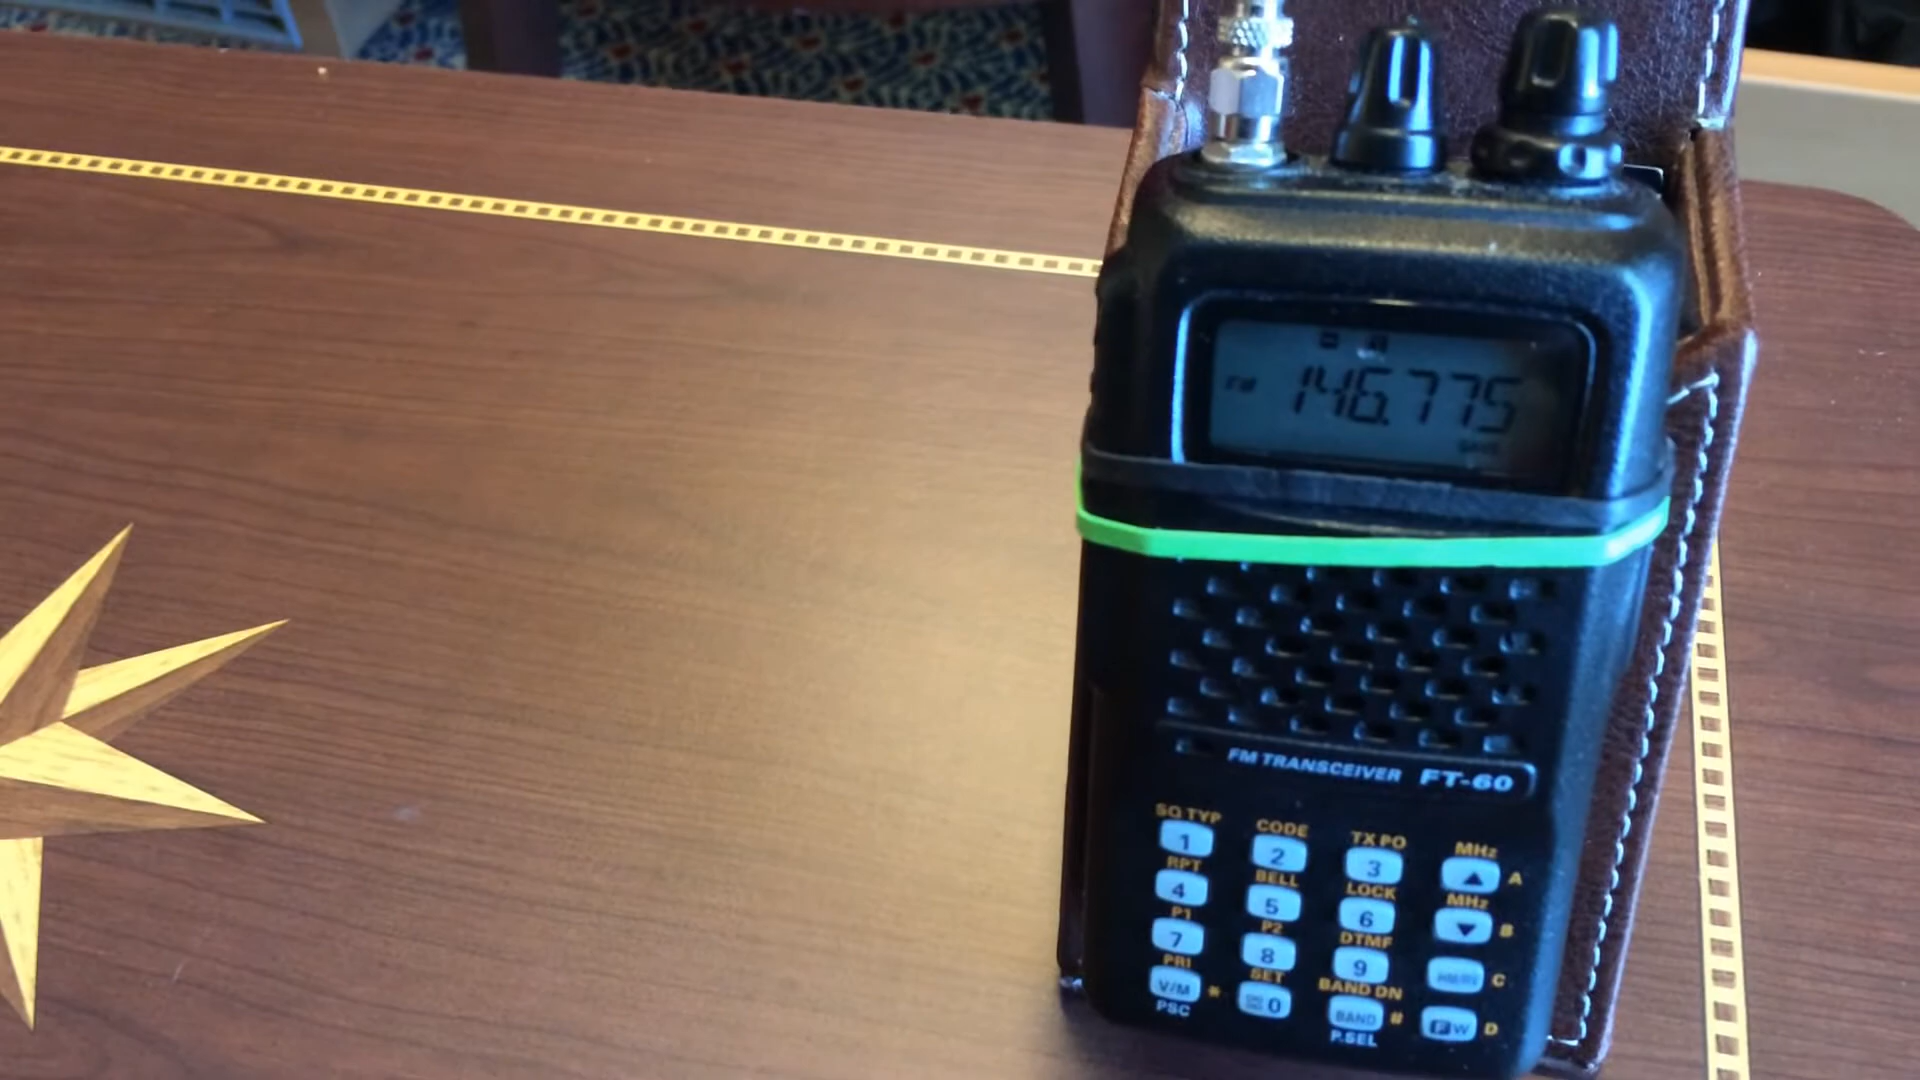 146.775
FM TRANSCEIVER FT-60
SQ TYP CODE TX PO MHz
1 2 3 ▲ A
RPT BELL LOCK MHz
4 5 6 ▼ B
P1 P2 DTMF
7 8 9 C
PRI SET BAND DN
V/M * 0 BAND # F W D
PSC P.SEL